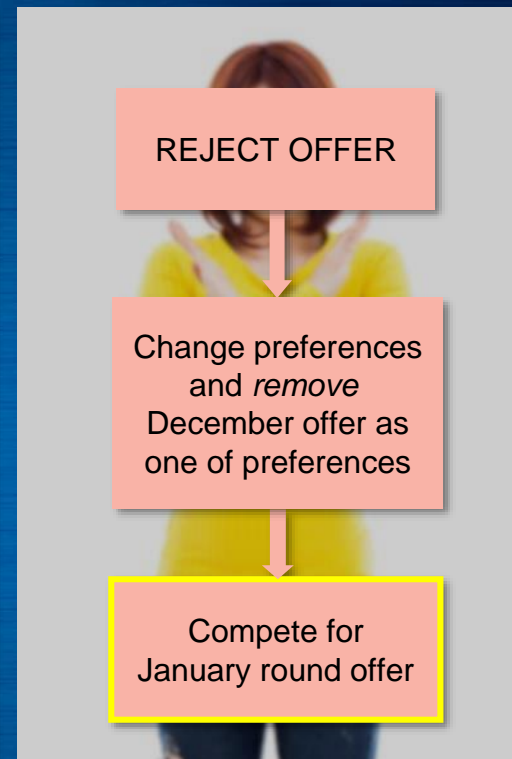 REJECT OFFER
Change preferences
and remove
December offer as
one of preferences
Compete for
January round offer